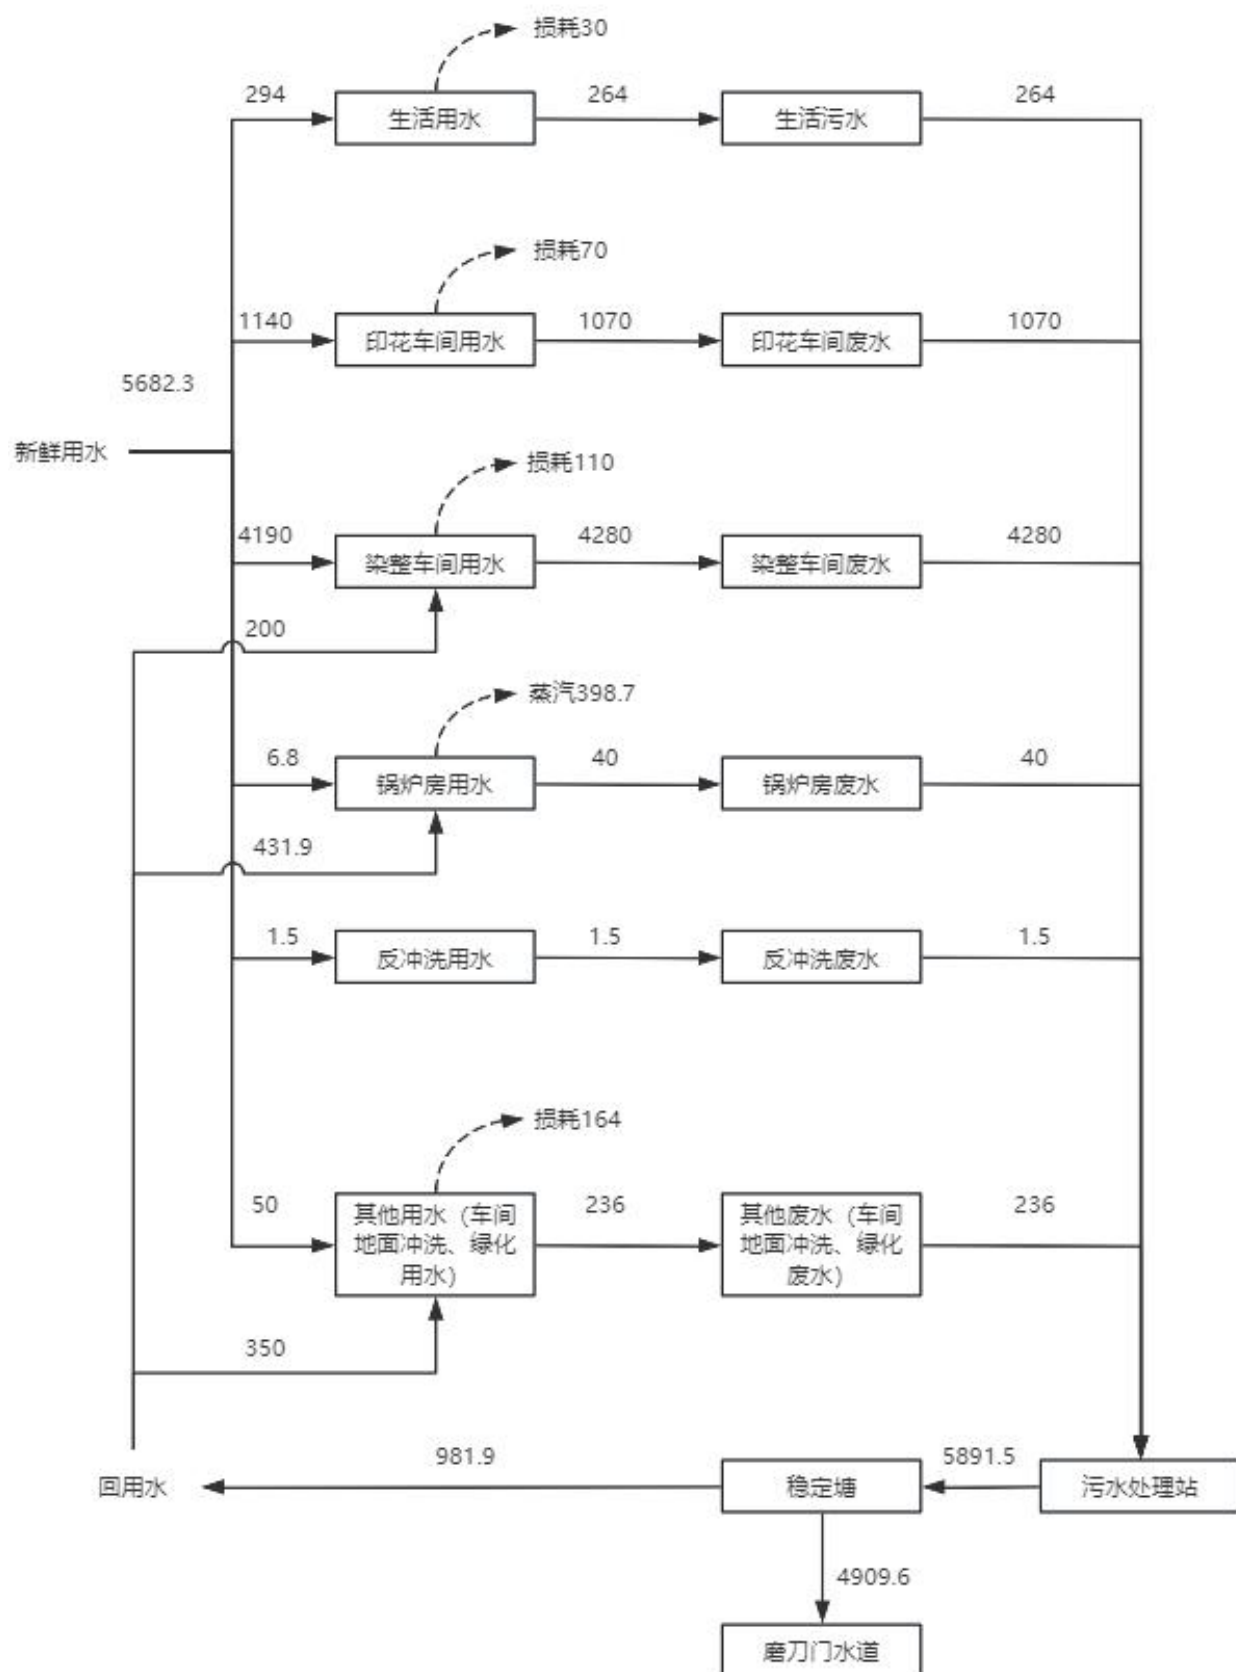 损耗30
294
生活用水
264
生活污水
264
损耗70
1140
印花车间用水
1070
印花车间废水
1070
5682.3
新鲜用水
损耗110
4190
染整车间用水
4280
染整车间废水
4280
200
蒸汽398.7
6.8
锅炉房用水
40
锅炉房废水
40
431.9
1.5
反冲洗用水
1.5
反冲洗废水
1.5
损耗164
50
其他用水（车间
地面冲洗、绿化
用水）
236
其他废水（车间
地面冲洗、绿化
废水）
236
350
981.9
5891.5
回用水
稳定塘
污水处理站
4909.6
磨刀门水道